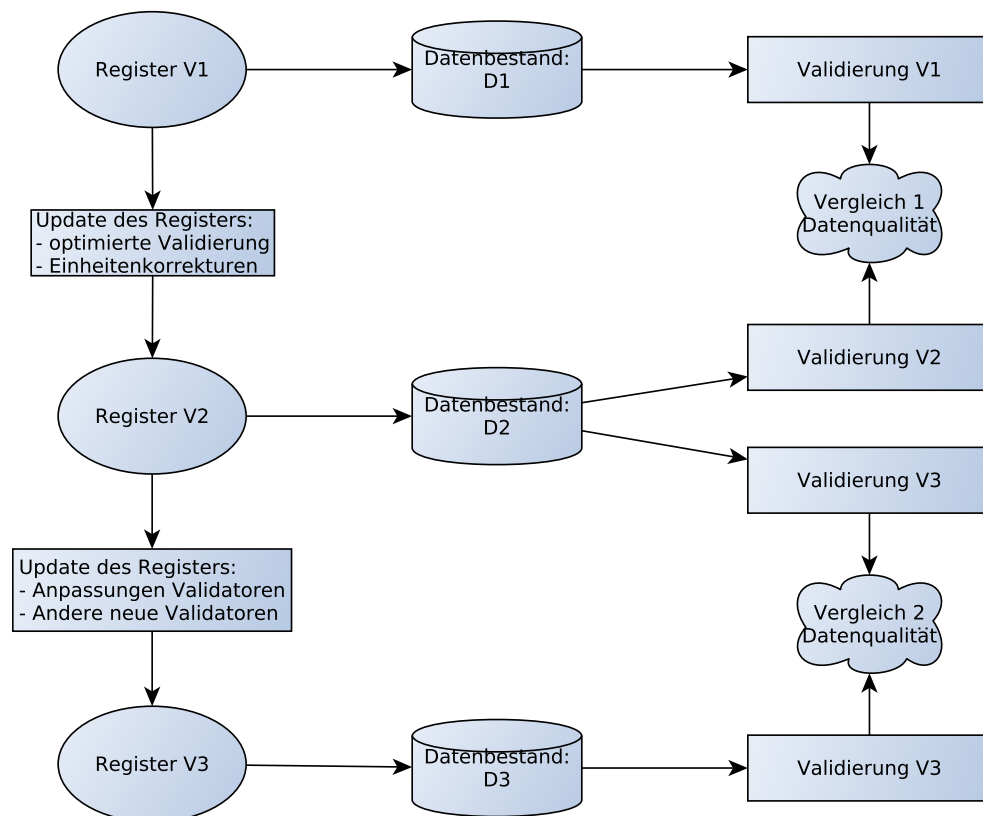 Register V1
Datenbestand:
D1
Validierung V1
Vergleich 1
Datenqualität
Update des Registers:
- optimierte Validierung
- Einheitenkorrekturen
Validierung V2
Register V2
Datenbestand:
D2
Validierung V3
Update des Registers:
- Anpassungen Validatoren
- Andere neue Validatoren
Vergleich 2
Datenqualität
Register V3
Datenbestand:
D3
Validierung V3